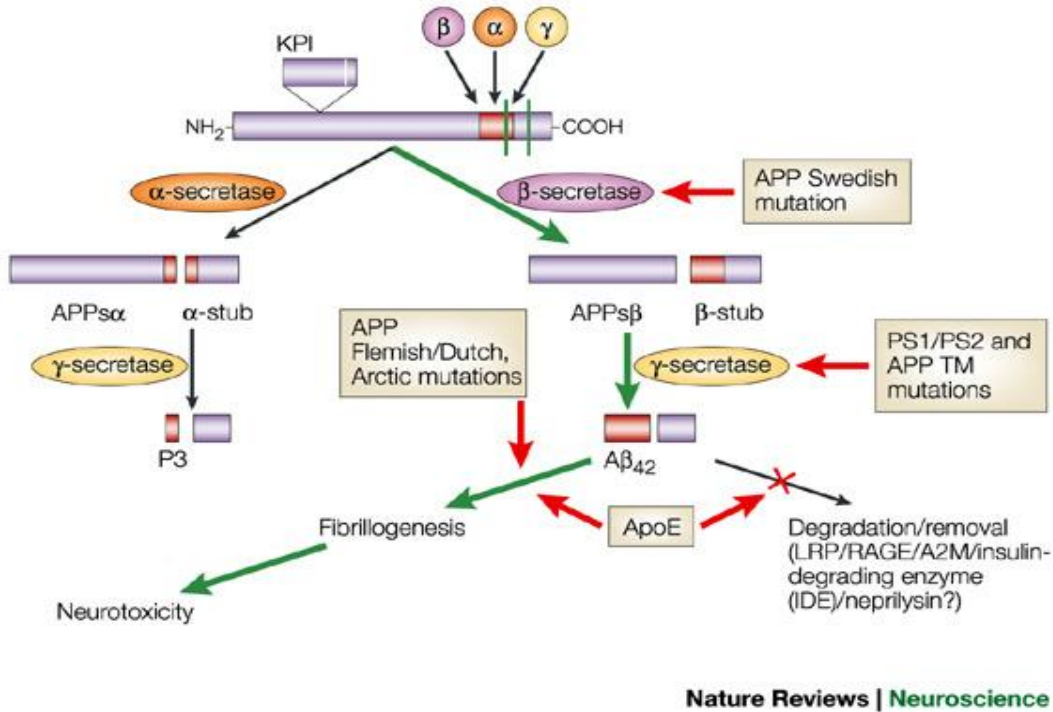 β α γ
KPI
NH₂ COOH
α-secretase
β-secretase
APP Swedish
mutation
APPsα α-stub
APPsβ β-stub
APP
Flemish/Dutch,
Arctic mutations
γ-secretase
γ-secretase
PS1/PS2 and
APP TM
mutations
P3
Aβ₄₂
Fibrillogenesis
ApoE
Degradation/removal
(LRP/RAGE/A2M/insulin-
degrading enzyme
(IDE)/neprilysin?)
Neurotoxicity
Nature Reviews | Neuroscience